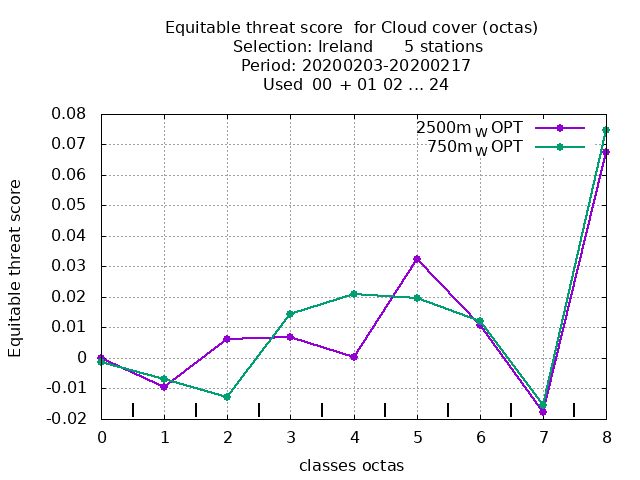 Equitable threat score for Cloud cover (octas)
Selection: Ireland 5 stations
Period: 20200203-20200217
Used 00 + 01 02 ... 24
2500m W OPT
750m W OPT
Equitable threat score
0.08
0.07
0.06
0.05
0.04
0.03
0.02
0.01
0
-0.01
-0.02
0 1 2 3 4 5 6 7 8
classes octas